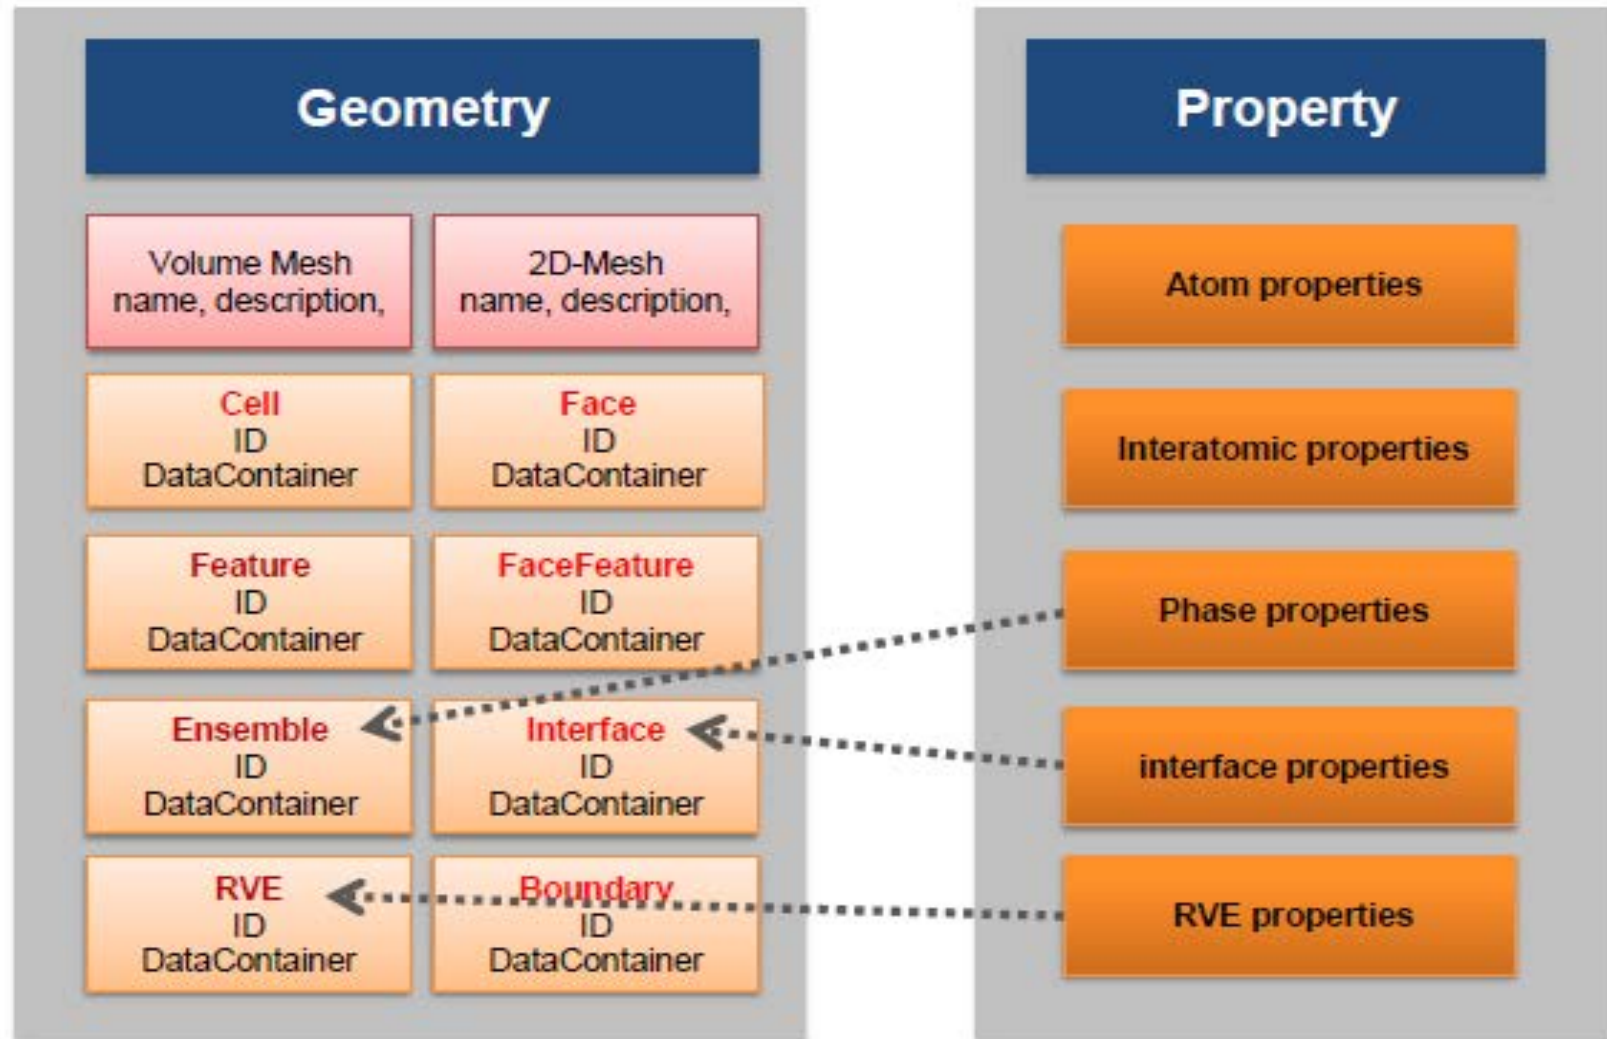 Geometry
Volume Mesh
name, description,
2D-Mesh
name, description,
Cell
ID
DataContainer
Face
ID
DataContainer
Feature
ID
DataContainer
FaceFeature
ID
DataContainer
Ensemble
ID
DataContainer
Interface
ID
DataContainer
RVE
ID
DataContainer
Boundary
ID
DataContainer
Property
Atom properties
Interatomic properties
Phase properties
interface properties
RVE properties